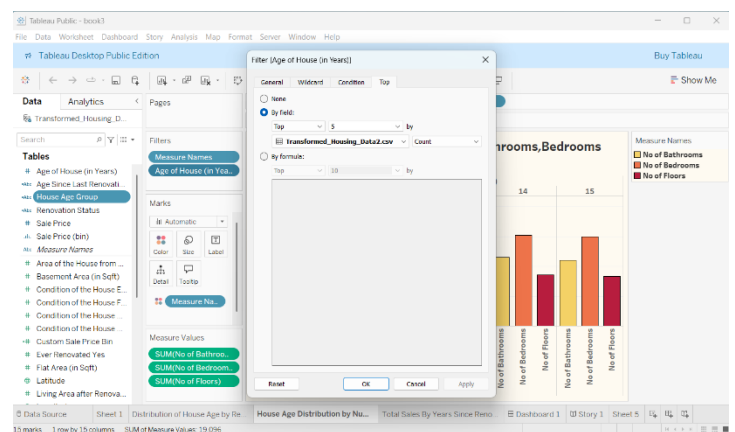 Tableau Public - book3
File Data Worksheet Dashboard Story Analysis Map Format Server Window Help
Tableau Desktop Public Edition
Buy Tableau
Show Me
Data Analytics
Transformed_Housing_D...
Search
Tables
Age of House (in Years)
Age Since Last Renovati...
House Age Group
Renovation Status
Sale Price
Sale Price (bin)
Measure Names
Area of the House from ...
Basement Area (in Sqft)
Condition of the House E...
Condition of the House F...
Condition of the House ...
Condition of the House ...
Custom Sale Price Bin
Ever Renovated Yes
Flat Area (in Sqft)
Latitude
Living Area after Renova...
Pages
Filters
Measure Names
Age of House (in Yea..
Marks
Automatic
Color Size Label
Detail Tooltip
Measure Na..
Measure Values
SUM(No of Bathroo..
SUM(No of Bedroom..
SUM(No of Floors)
Filter [Age of House (in Years)]
General Wildcard Condition Top
None
By field:
Top 5 by
Transformed_Housing_Data2.csv Count
By formula:
Top 10 by
Reset OK Cancel Apply
hrooms,Bedrooms
14 15
No of Bathrooms
No of Bedrooms
No of Floors
No of Bathrooms
No of Bedrooms
No of Floors
Measure Names
No of Bathrooms
No of Bedrooms
No of Floors
Data Source Sheet 1 Distribution of House Age by Re... House Age Distribution by Nu... Total Sales By Years Since Reno... Dashboard 1 Story 1 Sheet 5
15 marks 1 row by 15 columns SUM of Measure Values: 19,096